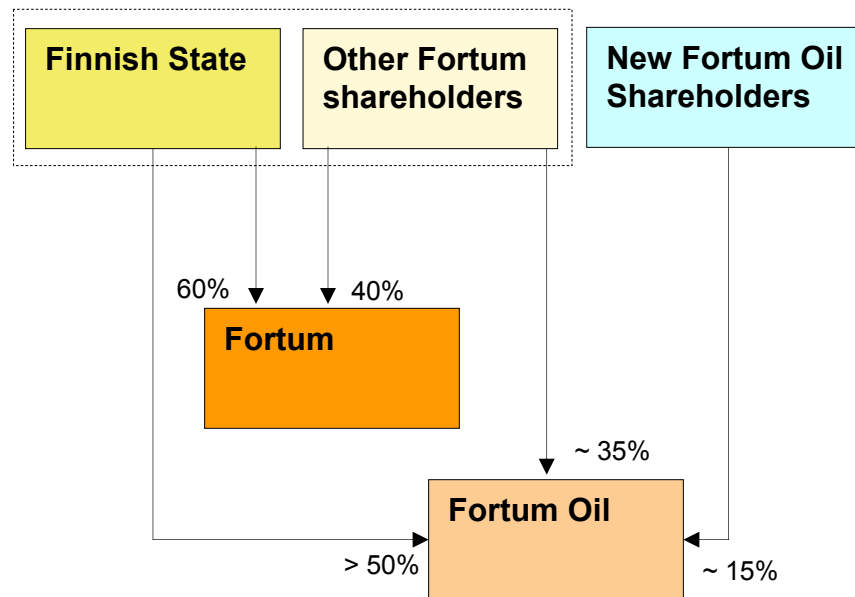 Finnish State
Other Fortum
shareholders
New Fortum Oil
Shareholders
60%
40%
Fortum
~ 35%
Fortum Oil
> 50%
~ 15%